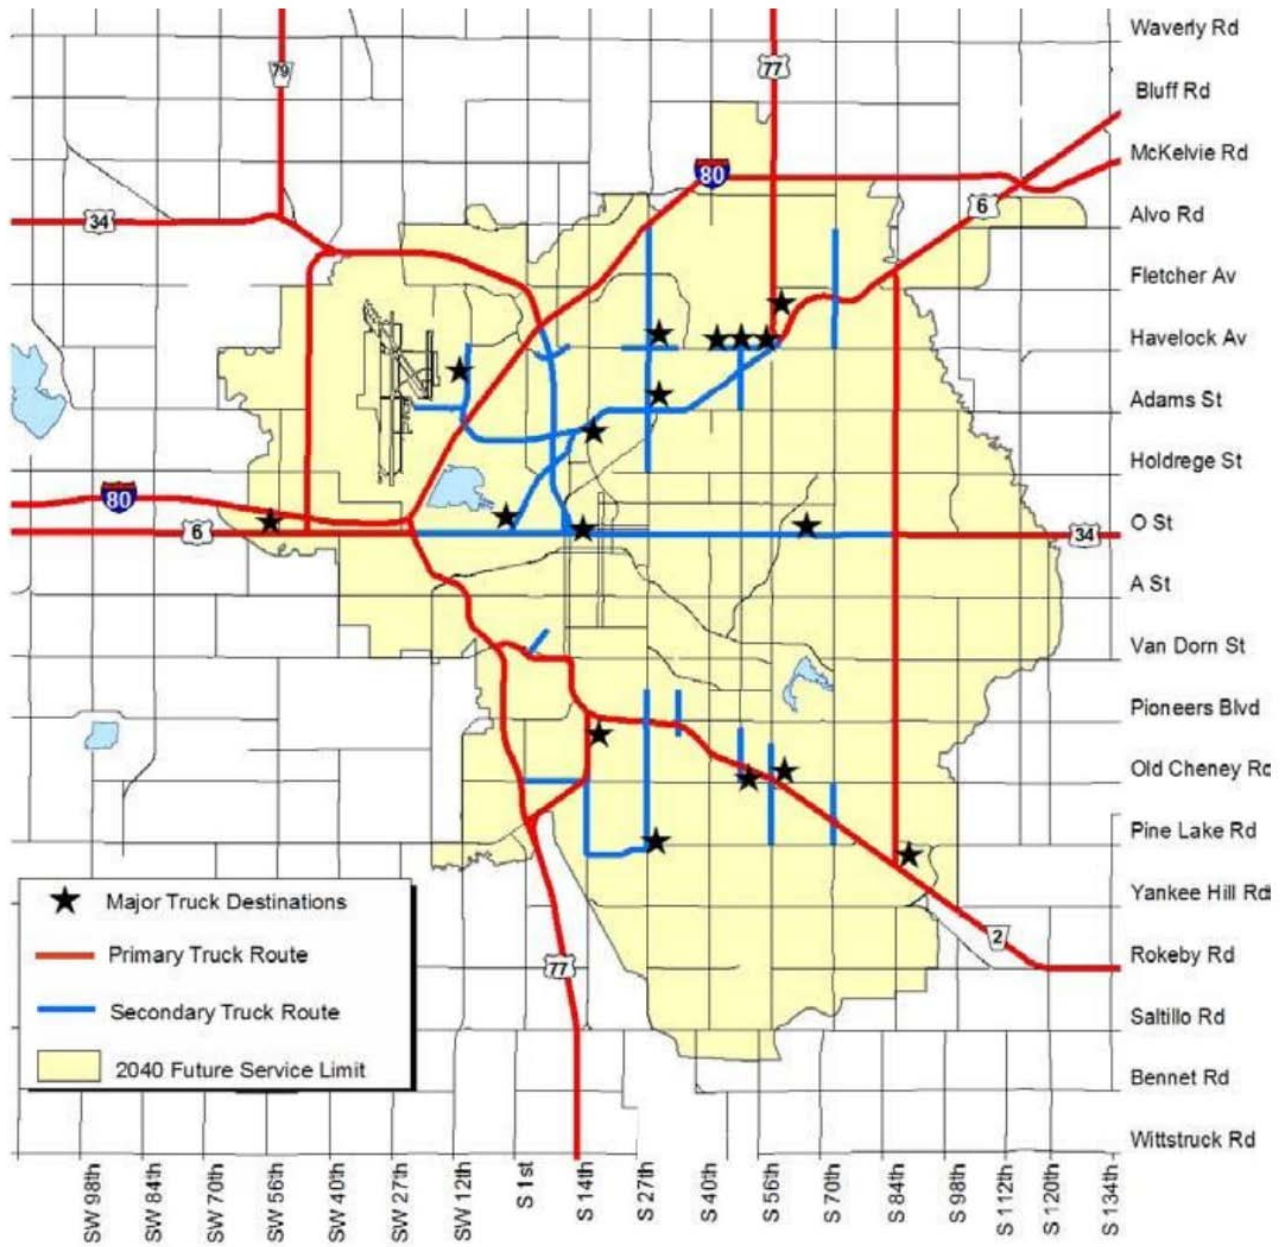 Waverly Rd
79
77
Bluff Rd
McKelvie Rd
80
6
34
Alvo Rd
Fletcher Av
Havelock Av
Adams St
Holdrege St
80
O St
6
34
A St
Van Dorn St
Pioneers Blvd
Old Cheney Rd
Pine Lake Rd
Yankee Hill Rd
Major Truck Destinations
2
Primary Truck Route
Rokeby Rd
77
Secondary Truck Route
Saltillo Rd
2040 Future Service Limit
Bennet Rd
Wittstruck Rd
SW 98th
SW 84th
SW 70th
SW 56th
SW 40th
SW 27th
SW 12th
S 1st
S 14th
S 27th
S 40th
S 56th
S 70th
S 84th
S 98th
S 112th
S 120th
S 134th